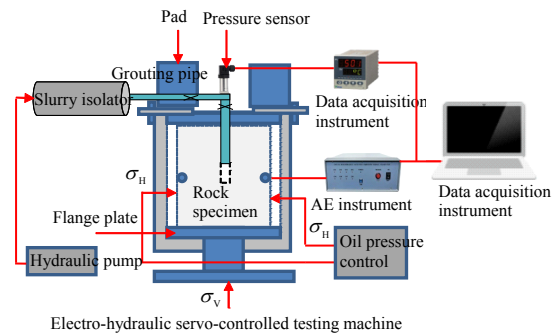 Pad
Pressure sensor
Grouting pipe
Slurry isolator
501
Data acquisition
instrument
σH
Rock
specimen
AE instrument
Data acquisition
instrument
Flange plate
σH
Oil pressure
control
Hydraulic pump
σV
Electro-hydraulic servo-controlled testing machine